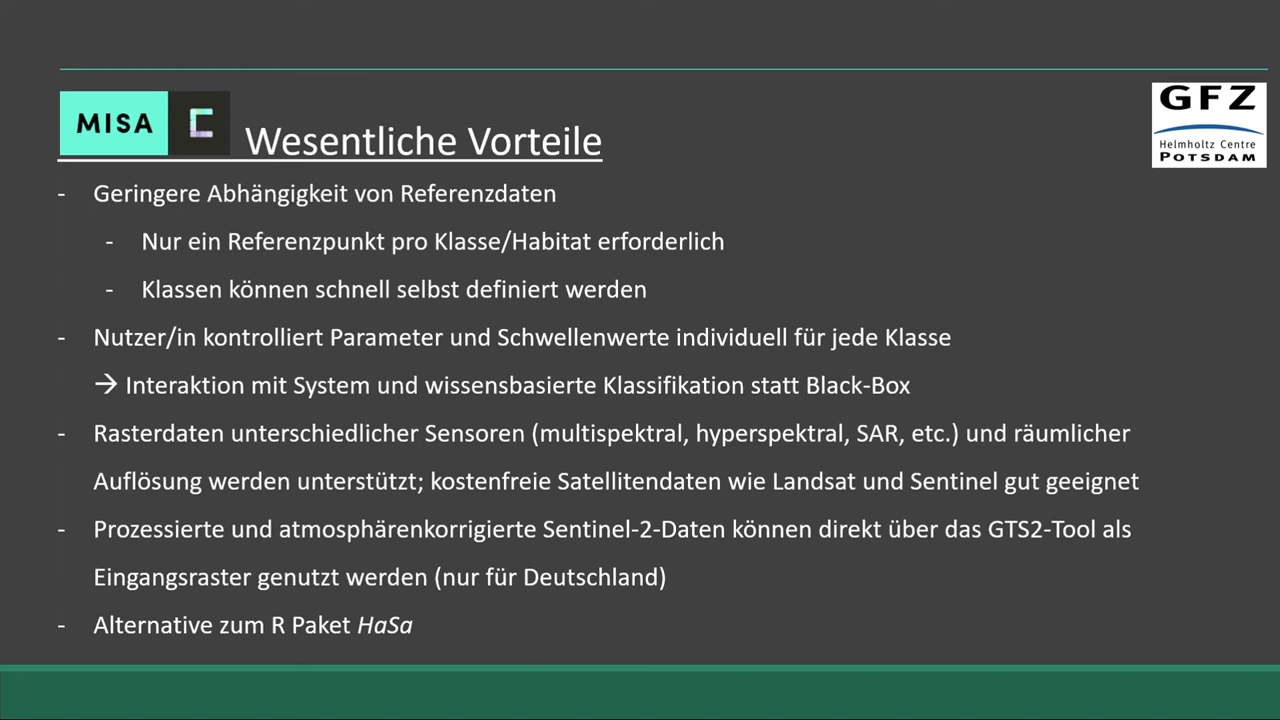 MISA C
Wesentliche Vorteile
GFZ
Helmholtz Centre
POTSDAM
- Geringere Abhängigkeit von Referenzdaten
- Nur ein Referenzpunkt pro Klasse/Habitat erforderlich
- Klassen können schnell selbst definiert werden
- Nutzer/in kontrolliert Parameter und Schwellenwerte individuell für jede Klasse
→ Interaktion mit System und wissensbasierte Klassifikation statt Black-Box
- Rasterdaten unterschiedlicher Sensoren (multispektral, hyperspektral, SAR, etc.) und räumlicher
Auflösung werden unterstützt; kostenfreie Satellitendaten wie Landsat und Sentinel gut geeignet
- Prozessierte und atmosphärenkorrigierte Sentinel-2-Daten können direkt über das GTS2-Tool als
Eingangsraster genutzt werden (nur für Deutschland)
- Alternative zum R Paket HaSa